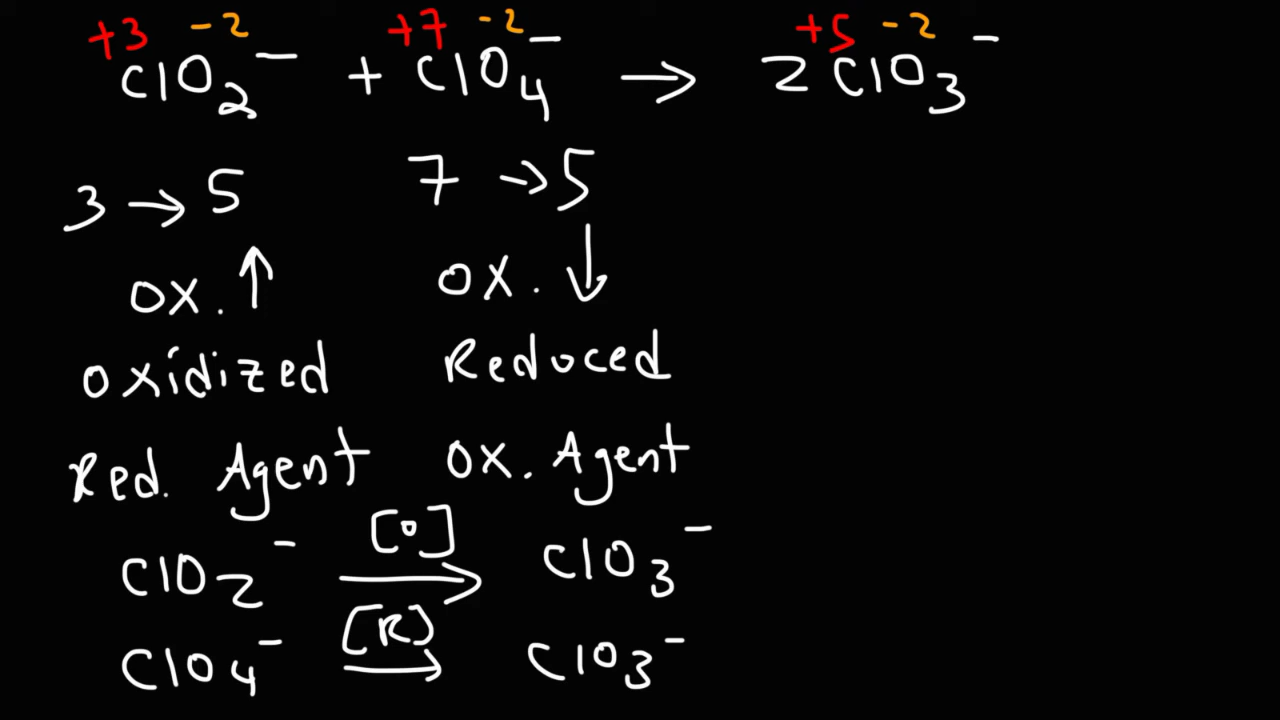 +3 -2 +7 -2 +5 -2
ClO₂⁻ + ClO₄⁻ → 2ClO₃⁻
3 → 5 7 → 5
ox. ↑ ox. ↓
oxidized Reduced
Red. Agent ox. Agent
ClO₂⁻ [O] → ClO₃⁻
ClO₄⁻ [R] → ClO₃⁻